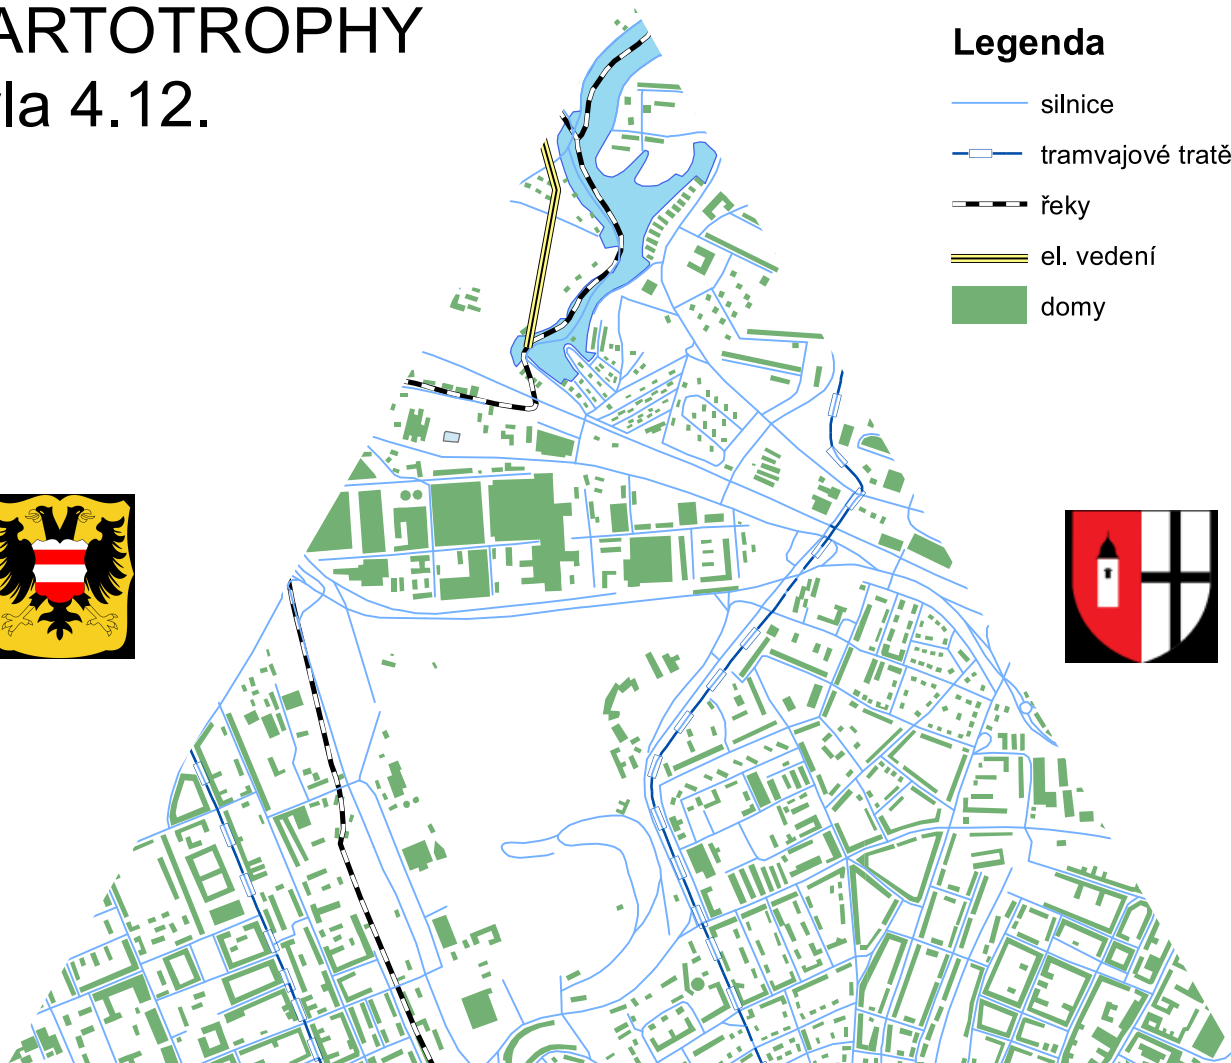 ARTOTROPHY
la 4.12.
Legenda
silnice
tramvajové tratě
řeky
el. vedení
domy